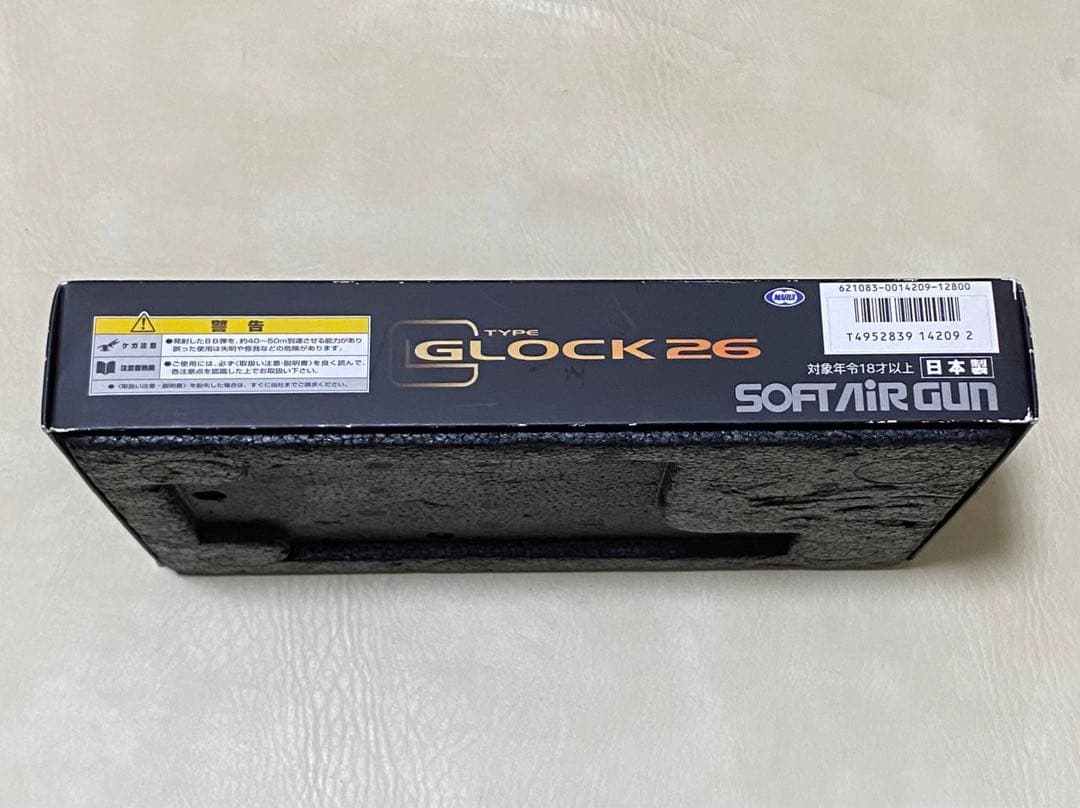 警告
ケガ注意
●発射したBB弾を、約40〜50m到達させる能力があり
誤った使用は失明や怪我などの危険があります。
注意書熟読
●ご使用には、必ず〈取扱い注意・説明書〉を良く読んで、
各注意点を認識した上でお取扱い下さい。
●〈取扱い注意・説明書〉を紛失した場合は、すぐに当社までご請求ください。
TYPE
GLOCK 26
MARUI
621083-0014209-12800
T4952839 14209 2
対象年令18才以上 日本製
SOFT AiR GUN